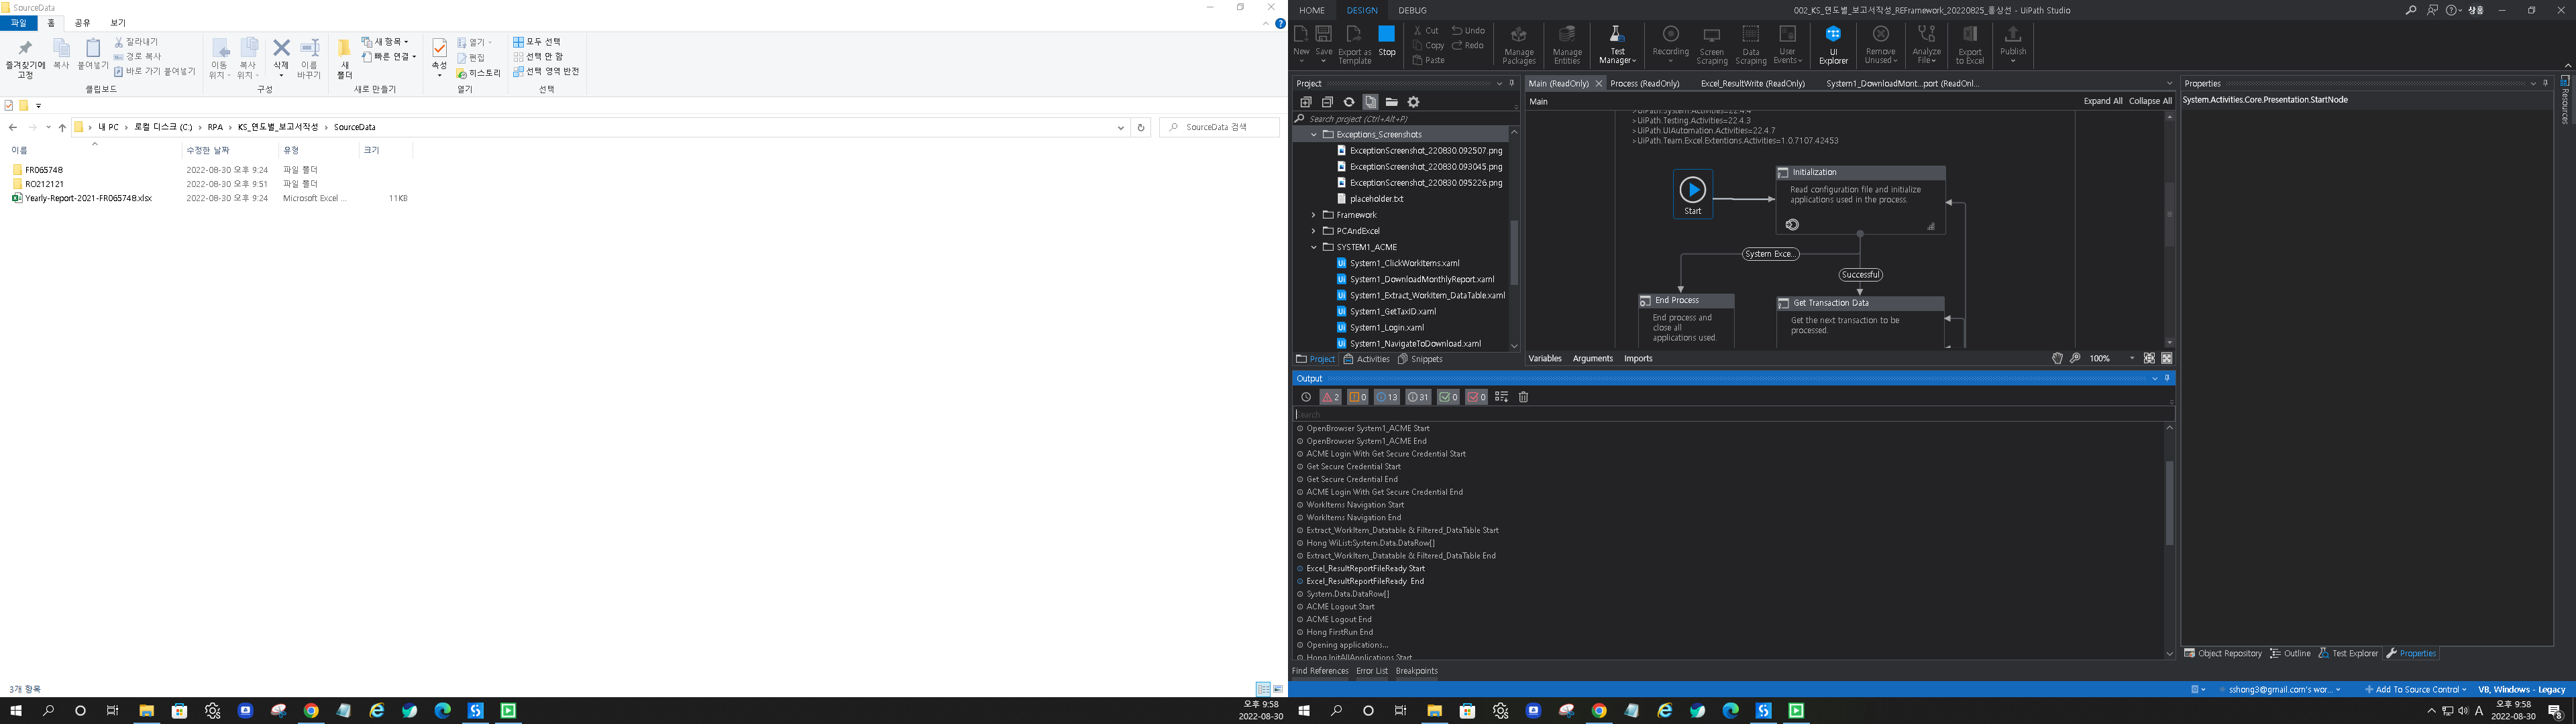 SourceData
파일 홈 공유 보기
즐겨찾기에 고정
복사
붙여넣기
잘라내기
경로 복사
바로 가기 붙여넣기
클립보드
이동 위치
복사 위치
삭제
이름 바꾸기
구성
새 폴더
새 항목
빠른 연결
새로 만들기
속성
열기
편집
히스토리
열기
모두 선택
선택 안 함
선택 영역 반전
선택
내 PC > 로컬 디스크 (C:) > RPA > KS_연도별_보고서작성 > SourceData
SourceData 검색
이름 수정한 날짜 유형 크기
FR065748 2022-08-30 오후 9:24 파일 폴더
RO212121 2022-08-30 오후 9:51 파일 폴더
Yearly-Report-2021-FR065748.xlsx 2022-08-30 오후 9:24 Microsoft Excel ... 11KB
3개 항목
오후 9:58
2022-08-30
HOME DESIGN DEBUG
002_KS_연도별_보고서작성_REFramework_20220825_홍상선 - UiPath Studio
상홍
New
Save
Export as Template
Stop
Cut
Copy
Paste
Undo
Redo
Manage Packages
Manage Entities
Test Manager
Recording
Screen Scraping
Data Scraping
User Events
UI Explorer
Remove Unused
Analyze File
Export to Excel
Publish
Project
Search project (Ctrl+Alt+P)
Exceptions_Screenshots
ExceptionScreenshot_220830.092507.png
ExceptionScreenshot_220830.093045.png
ExceptionScreenshot_220830.095226.png
placeholder.txt
Framework
PCAndExcel
SYSTEM1_ACME
System1_ClickWorkItems.xaml
System1_DownloadMonthlyReport.xaml
System1_Extract_WorkItem_DataTable.xaml
System1_GetTaxID.xaml
System1_Login.xaml
System1_NavigateToDownload.xaml
Project Activities Snippets
Main (ReadOnly) Process (ReadOnly) Excel_ResultWrite (ReadOnly) System1_DownloadMont...port (ReadOnl...
Main
Expand All Collapse All
> UiPath.System.Activities=22.4.4
> UiPath.Testing.Activities=22.4.3
> UiPath.UIAutomation.Activities=22.4.7
> UiPath.Team.Excel.Extentions.Activities=1.0.7107.42453
Start
Initialization
Read configuration file and initialize
applications used in the process.
System Exce...
Successful
End Process
End process and
close all
applications used.
Get Transaction Data
Get the next transaction to be
processed.
Variables Arguments Imports
100%
Properties
System.Activities.Core.Presentation.StartNode
Resources
Output
2 0 13 31 0 0
Search
OpenBrowser System1_ACME Start
OpenBrowser System1_ACME End
ACME Login With Get Secure Credential Start
Get Secure Credential Start
Get Secure Credential End
ACME Login With Get Secure Credential End
WorkItems Navigation Start
WorkItems Navigation End
Extract_WorkItem_Datatable & Filtered_DataTable Start
Hong WiList:System.Data.DataRow[]
Extract_WorkItem_Datatable & Filtered_DataTable End
Excel_ResultReportFileReady Start
Excel_ResultReportFileReady End
System.Data.DataRow[]
ACME Logout Start
ACME Logout End
Hong FirstRun End
Opening applications...
Hong InitAllApplications Start
Find References Error List Breakpoints
Object Repository Outline Test Explorer Properties
sshong3@gmail.com's wor... Add To Source Control VB, Windows - Legacy
A
오후 9:58
2022-08-30